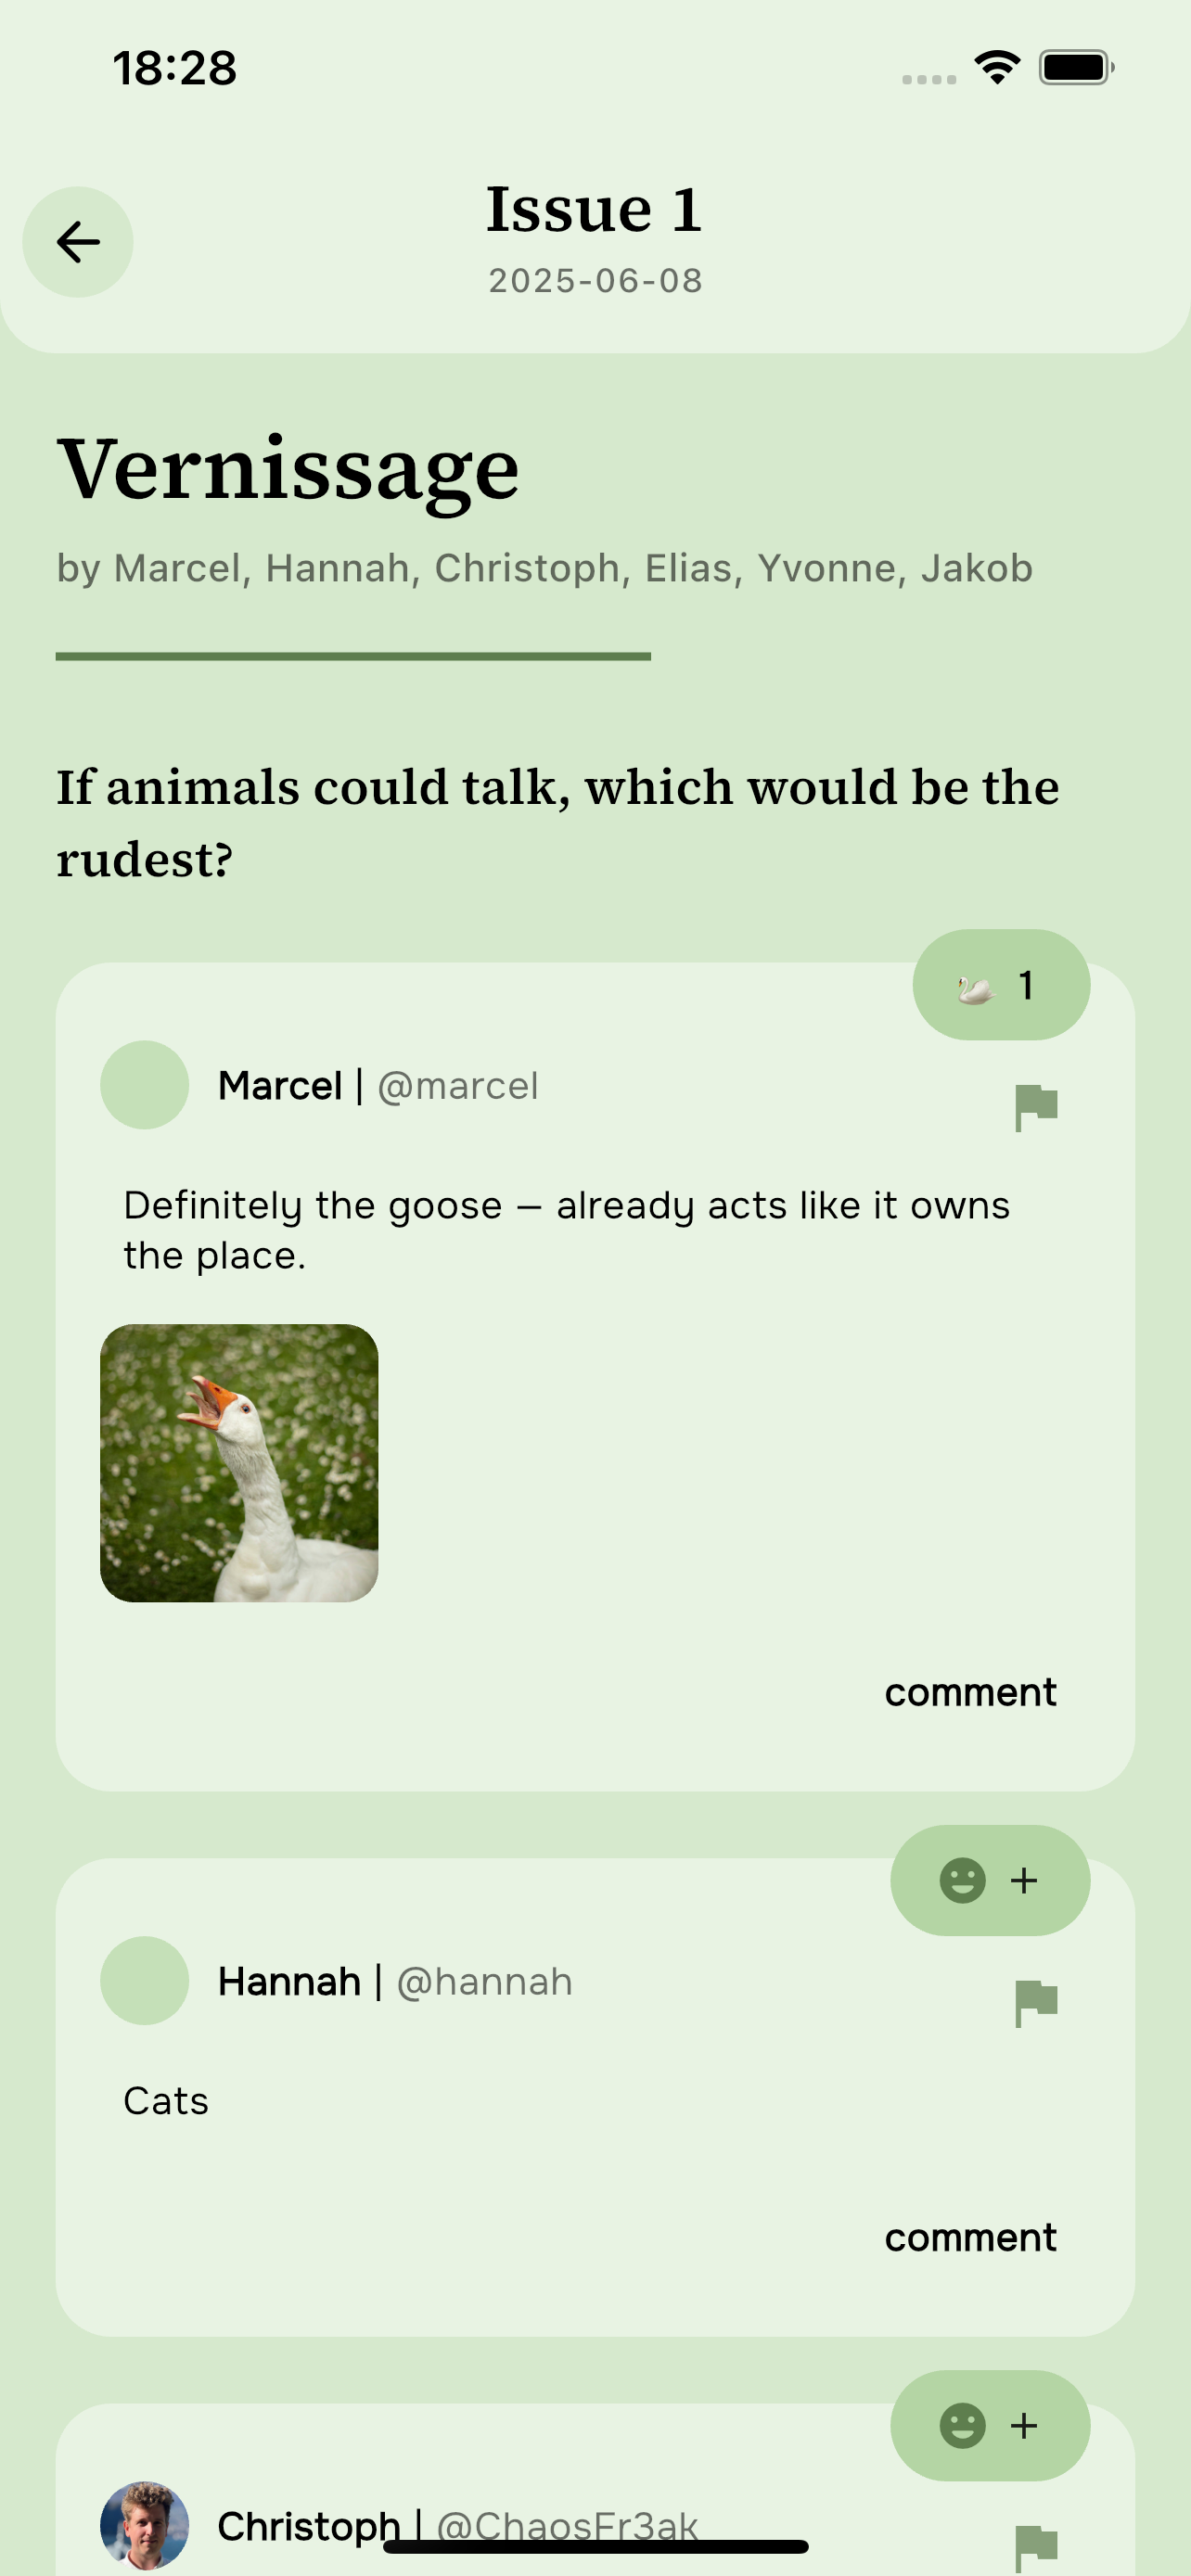 18:28
Issue 1
2025-06-08
Vernissage
by Marcel, Hannah, Christoph, Elias, Yvonne, Jakob
If animals could talk, which would be the
rudest?
1
Marcel | @marcel
Definitely the goose — already acts like it owns
the place.
comment
+
Hannah | @hannah
Cats
comment
+
Christoph | @ChaosFr3ak